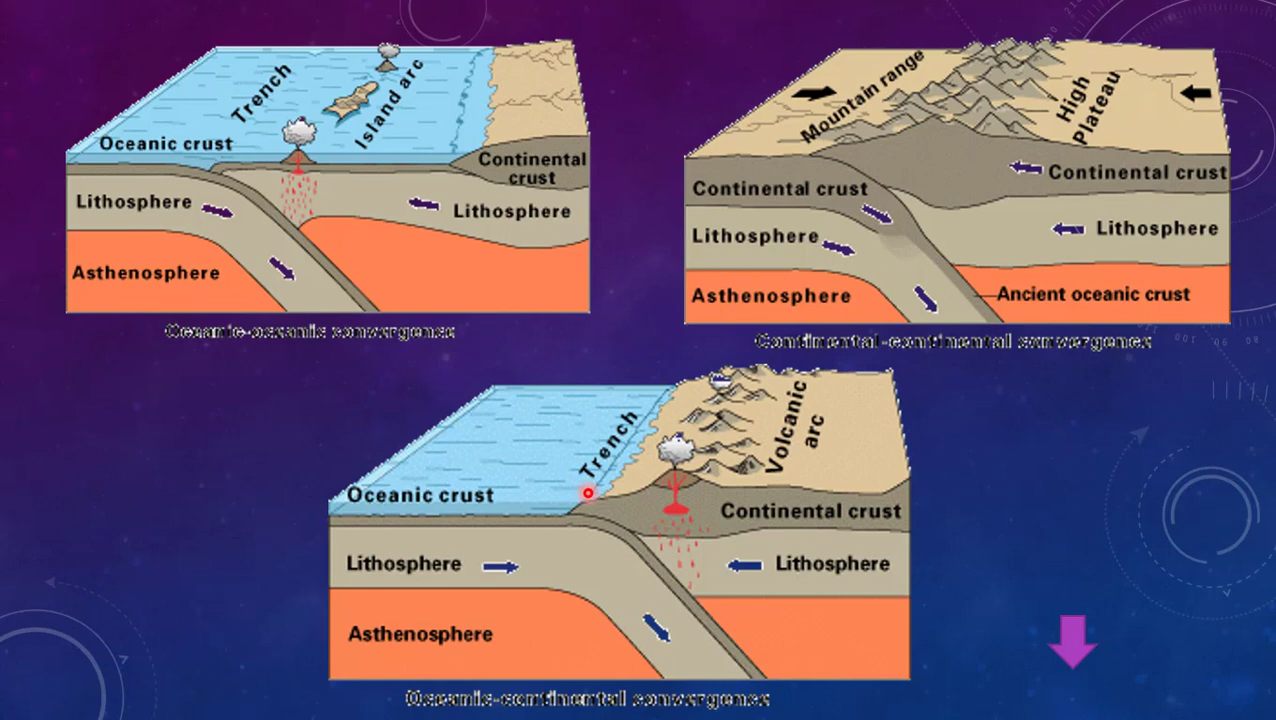 Trench
Island arc
Oceanic crust
Continental
crust
Lithosphere
Lithosphere
Asthenosphere
Oceanic-oceanic convergence
Mountain range
High
Plateau
Continental crust
Continental crust
Lithosphere
Lithosphere
Asthenosphere
Ancient oceanic crust
Continental-continental convergence
Trench
Volcanic
arc
Oceanic crust
Continental crust
Lithosphere
Lithosphere
Asthenosphere
Oceanic-continental convergence